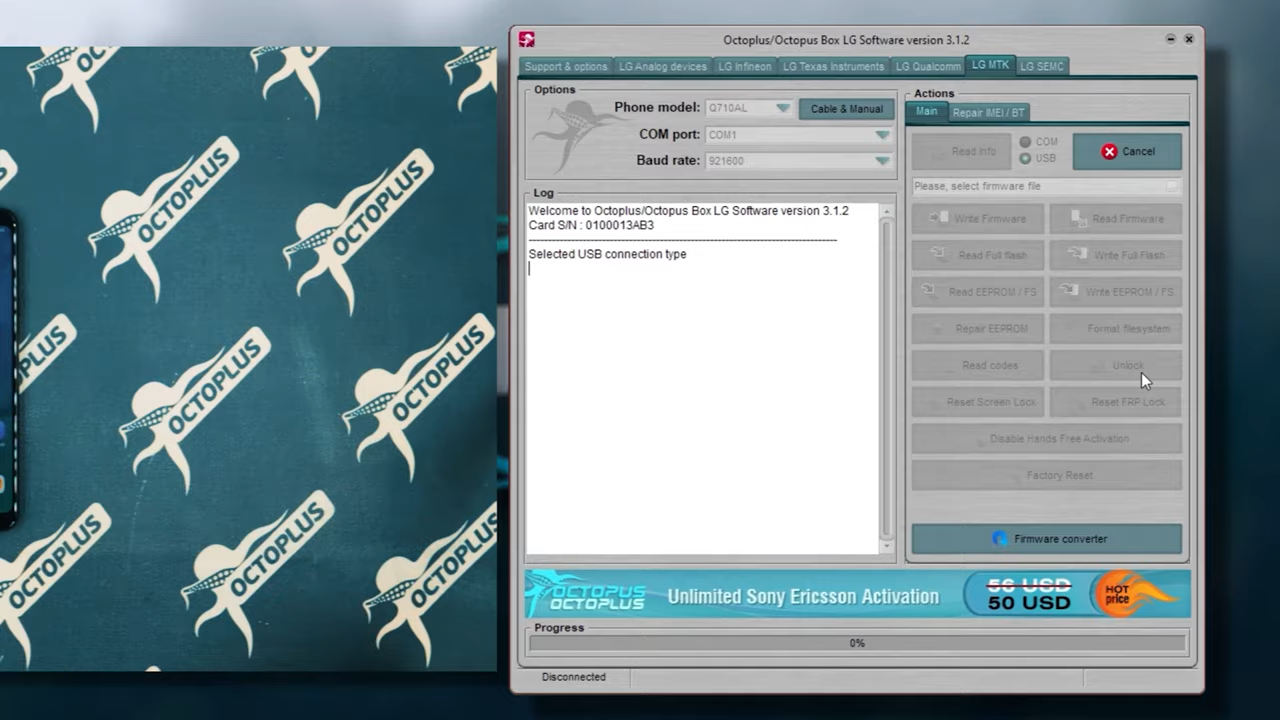 Octoplus/Octopus Box LG Software version 3.1.2
Support & options
LG Analog devices
LG Infineon
LG Texas Instruments
LG Qualcomm
LG MTK
LG SEMC
Options
Phone model:
Q710AL
Cable & Manual
COM port:
COM1
Baud rate:
921600
Log
Welcome to Octoplus/Octopus Box LG Software version 3.1.2
Card S/N : 0100013AB3
Selected USB connection type
Actions
Main
Repair IMEI / BT
Read Info
COM
USB
Cancel
Please, select firmware file
Write Firmware
Read Firmware
Read Full flash
Write Full Flash
Read EEPROM / FS
Write EEPROM / FS
Repair EEPROM
Format filesystem
Read codes
Unlock
Reset Screen Lock
Reset FRP Lock
Disable Hands Free Activation
Factory Reset
Firmware converter
OCTOPUS
OCTOPLUS
Unlimited Sony Ericsson Activation
56 USD
50 USD
HOT
price
Progress
0%
Disconnected
OCTOPLUS
OCTOPLUS
OCTOPLUS
OCTOPLUS
OCTOPLUS
OCTOPLUS
OCTOPLUS